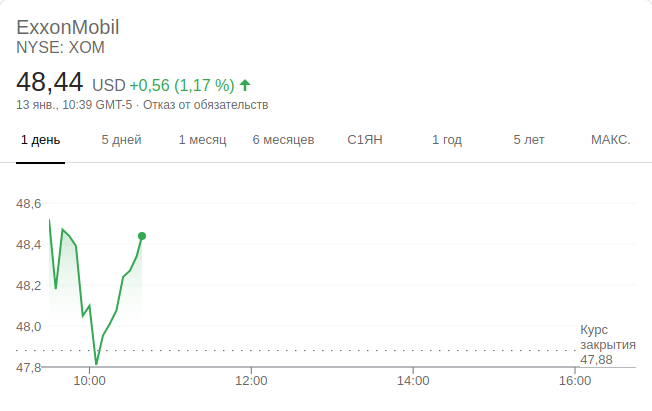 ExxonMobil
NYSE: XOM
48,44 USD +0,56 (1,17 %)
13 янв., 10:39 GMT-5 · Отказ от обязательств
1 день 5 дней 1 месяц 6 месяцев С1ЯН 1 год 5 лет МАКС.
48,6
48,4
48,2
48,0
47,8
Курс
закрытия
47,88
10:00 12:00 14:00 16:00